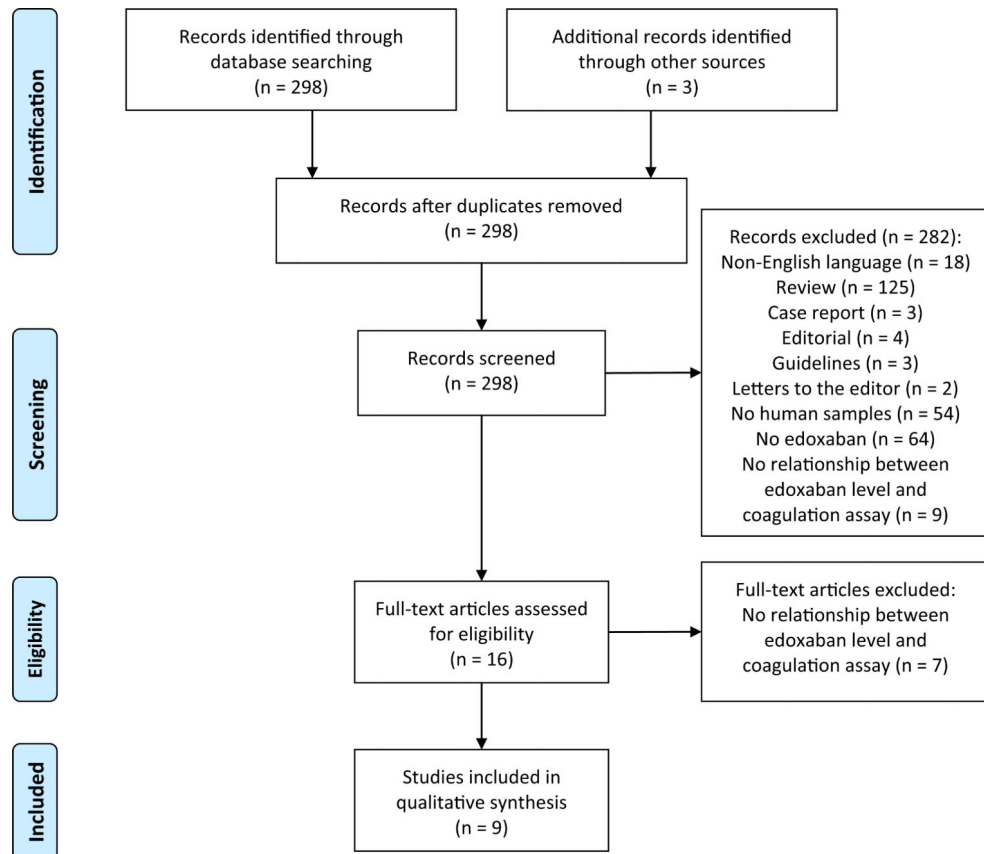 Identification
Records identified through
database searching
(n = 298)
Additional records identified
through other sources
(n = 3)
Records after duplicates removed
(n = 298)
Screening
Records screened
(n = 298)
Records excluded (n = 282):
Non-English language (n = 18)
Review (n = 125)
Case report (n = 3)
Editorial (n = 4)
Guidelines (n = 3)
Letters to the editor (n = 2)
No human samples (n = 54)
No edoxaban (n = 64)
No relationship between
edoxaban level and
coagulation assay (n = 9)
Eligibility
Full-text articles assessed
for eligibility
(n = 16)
Full-text articles excluded:
No relationship between
edoxaban level and
coagulation assay (n = 7)
Included
Studies included in
qualitative synthesis
(n = 9)